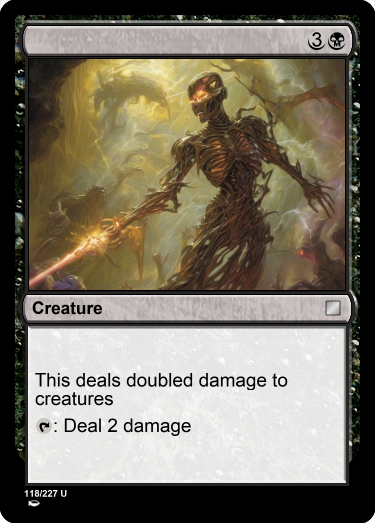 3
Creature
This deals doubled damage to
creatures
: Deal 2 damage
118/227 U